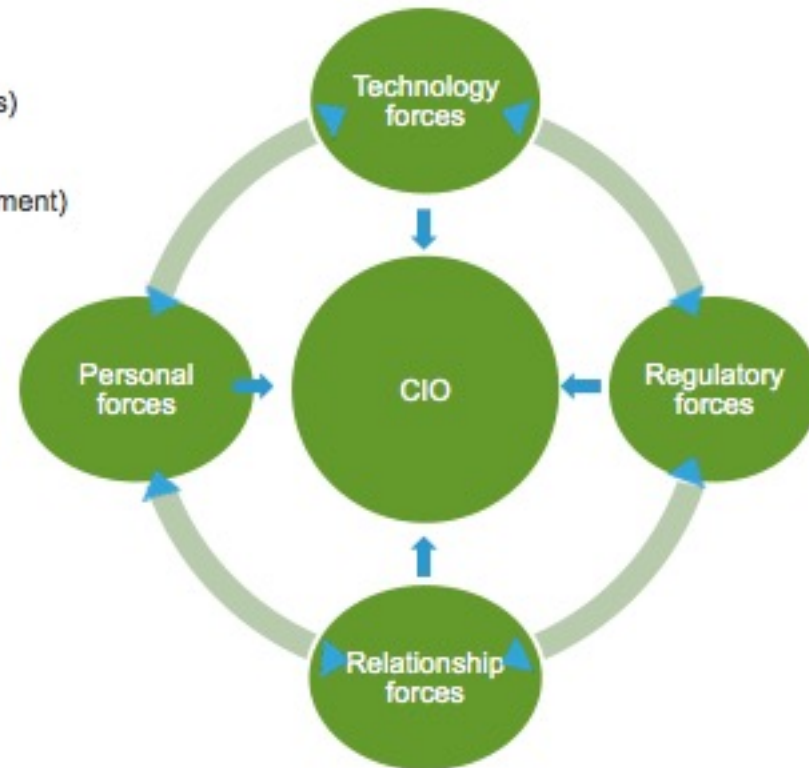 s)
ment)
Technology
forces
Personal
forces
CIO
Regulatory
forces
Relationship
forces